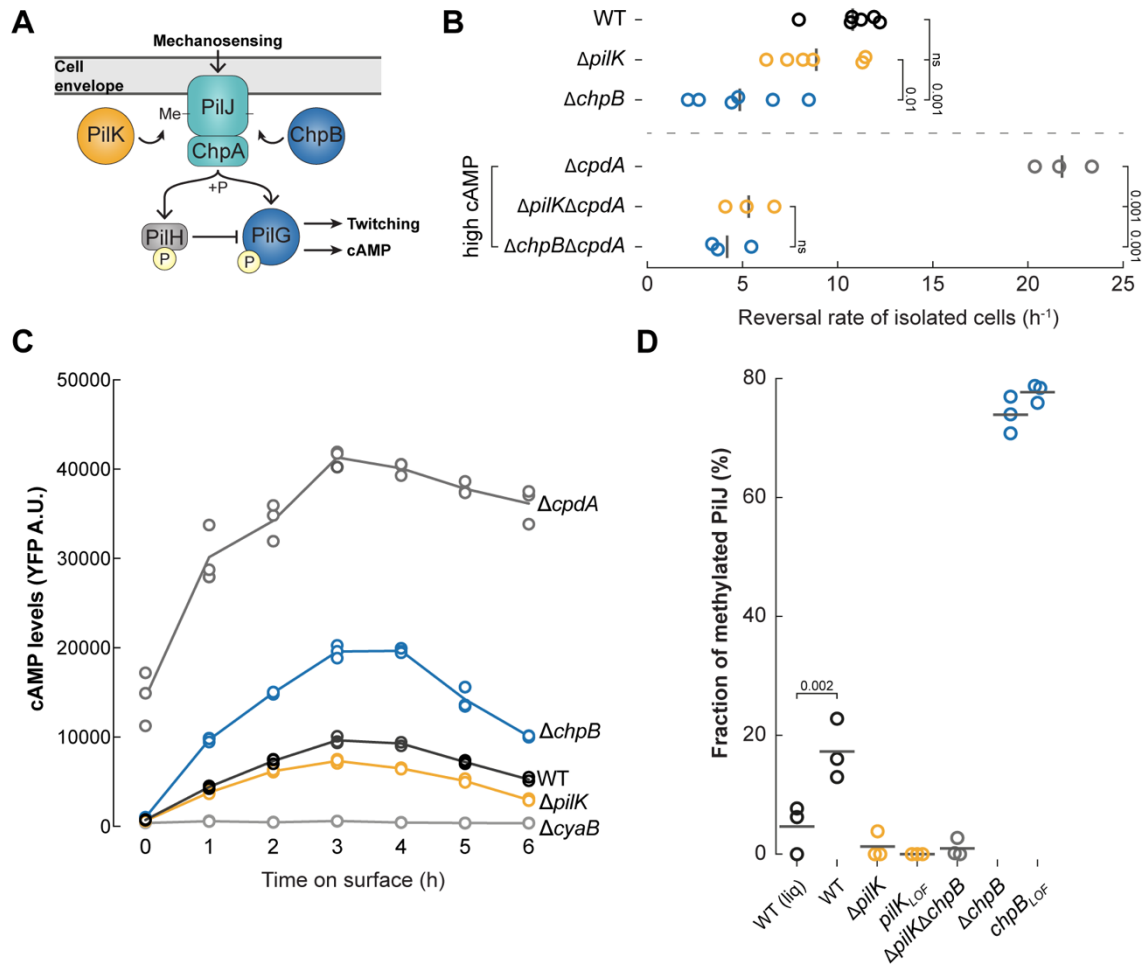 A
Mechanosensing
Cell
envelope
PilJ
Me
PilK
ChpB
ChpA
+P
PilH
P
PilG
P
Twitching
cAMP
B
WT
ΔpilK
ΔchpB
ΔcpdA
ΔpilKΔcpdA
ΔchpBΔcpdA
high cAMP
ns
0.01
0.001
ns
0.001
0.001
0 5 10 15 20 25
Reversal rate of isolated cells (h-1)
C
50000
40000
30000
20000
10000
0
cAMP levels (YFP A.U.)
ΔcpdA
ΔchpB
WT
ΔpilK
ΔcyaB
0 1 2 3 4 5 6
Time on surface (h)
D
80
60
40
20
0
Fraction of methylated PilJ (%)
0.002
WT (liq)
WT
ΔpilK
pilKLOF
ΔpilKΔchpB
ΔchpB
chpBLOF